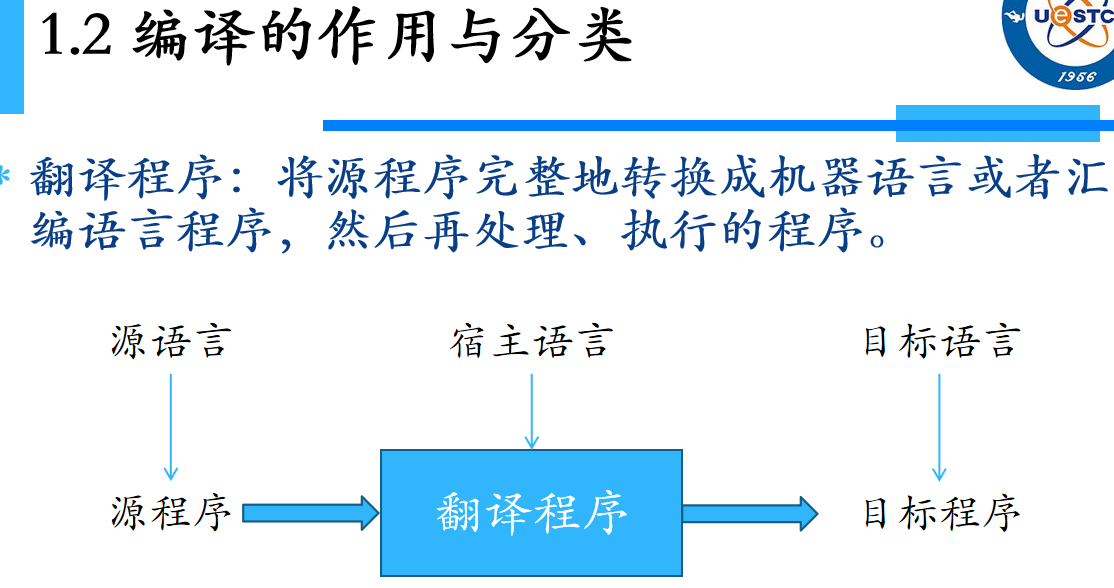 1.2 编译的作用与分类
UESTC
1956
* 翻译程序：将源程序完整地转换成机器语言或者汇
编语言程序，然后再处理、执行的程序。
源语言 宿主语言 目标语言
源程序 翻译程序 目标程序